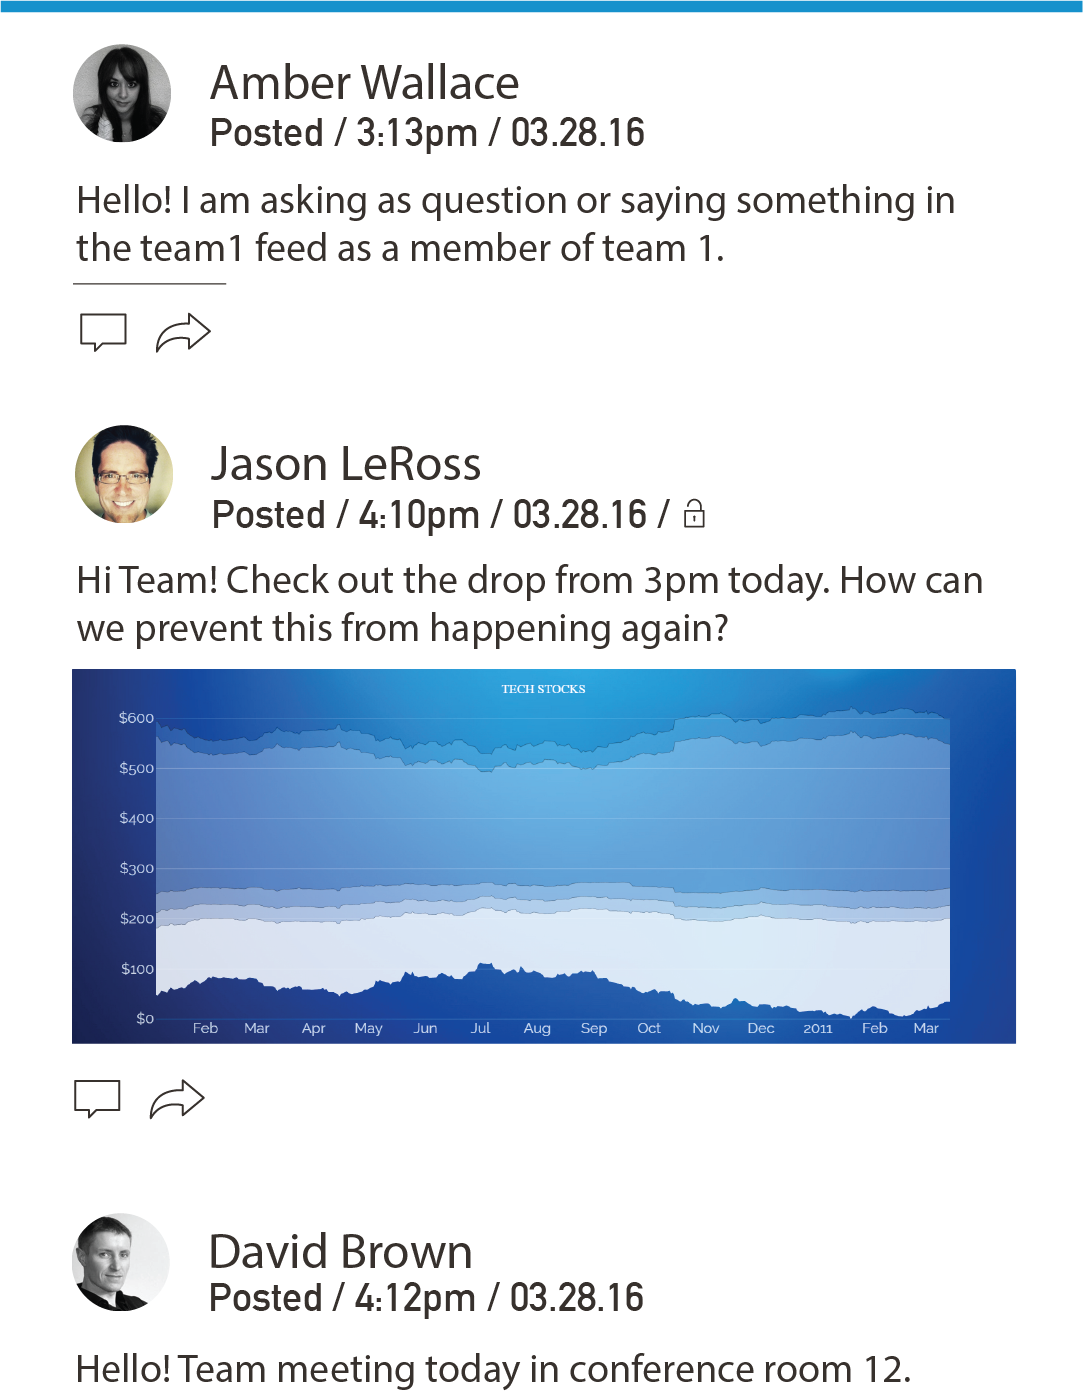 Amber Wallace
Posted / 3:13pm / 03.28.16
Hello! I am asking as question or saying something in
the team1 feed as a member of team 1.
Jason LeRoss
Posted / 4:10pm / 03.28.16 /
Hi Team! Check out the drop from 3pm today. How can
we prevent this from happening again?
TECH STOCKS
$600
$500
$400
$300
$200
$100
$0
Feb Mar Apr May Jun Jul Aug Sep Oct Nov Dec 2011 Feb Mar
David Brown
Posted / 4:12pm / 03.28.16
Hello! Team meeting today in conference room 12.